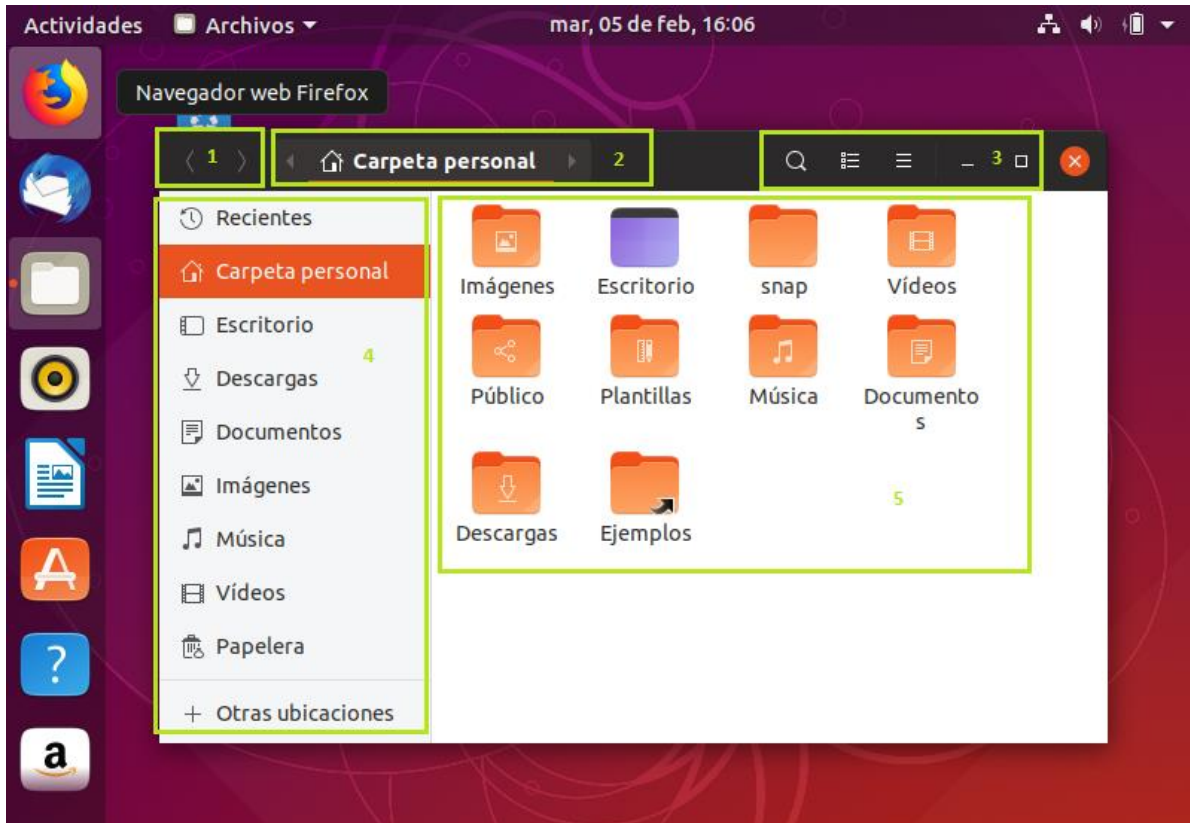 Actividades Archivos mar, 05 de feb, 16:06
Navegador web Firefox
1 Carpeta personal 2 3
Recientes
Carpeta personal
Escritorio
4
Descargas
Documentos
Imágenes
Música
Vídeos
Papelera
+ Otras ubicaciones
Imágenes Escritorio snap Vídeos
Público Plantillas Música Documento
s
5
Descargas Ejemplos
A
?
a